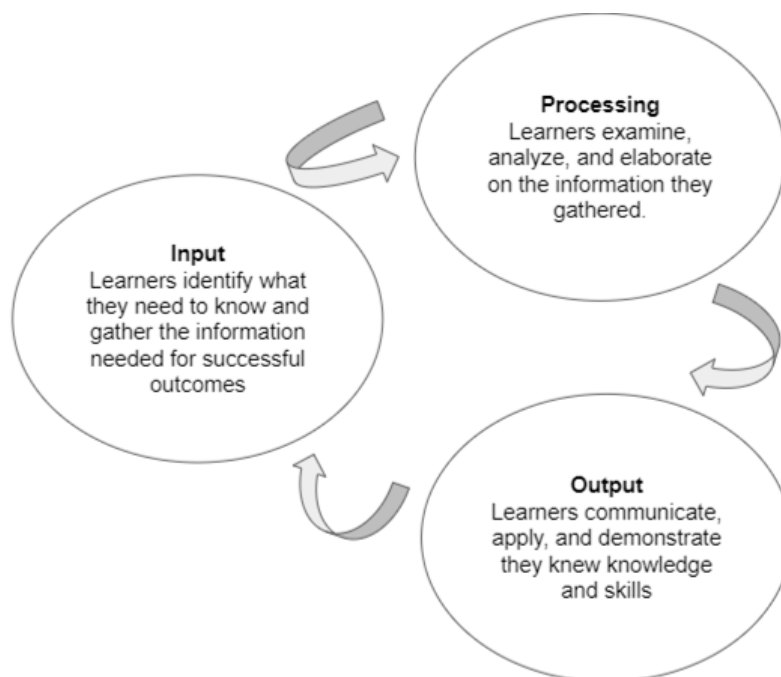 Processing
Learners examine,
analyze, and elaborate
on the information they
gathered.
Input
Learners identify what
they need to know and
gather the information
needed for successful
outcomes
Output
Learners communicate,
apply, and demonstrate
they knew knowledge
and skills